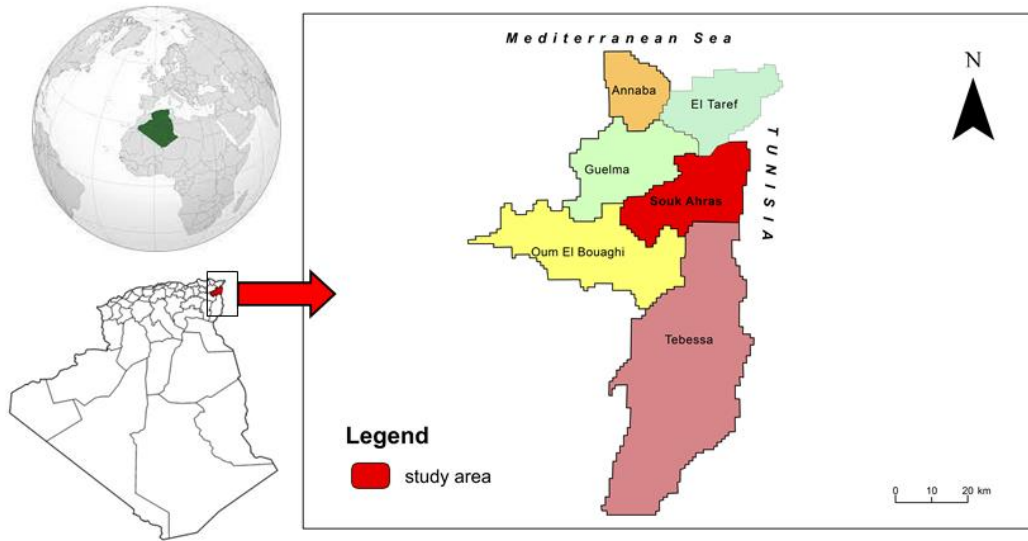 Mediterranean Sea
N
Annaba
El Taref
TUNISIA
Guelma
Souk Ahras
Oum El Bouaghi
Tebessa
Legend
study area
0 10 20 km